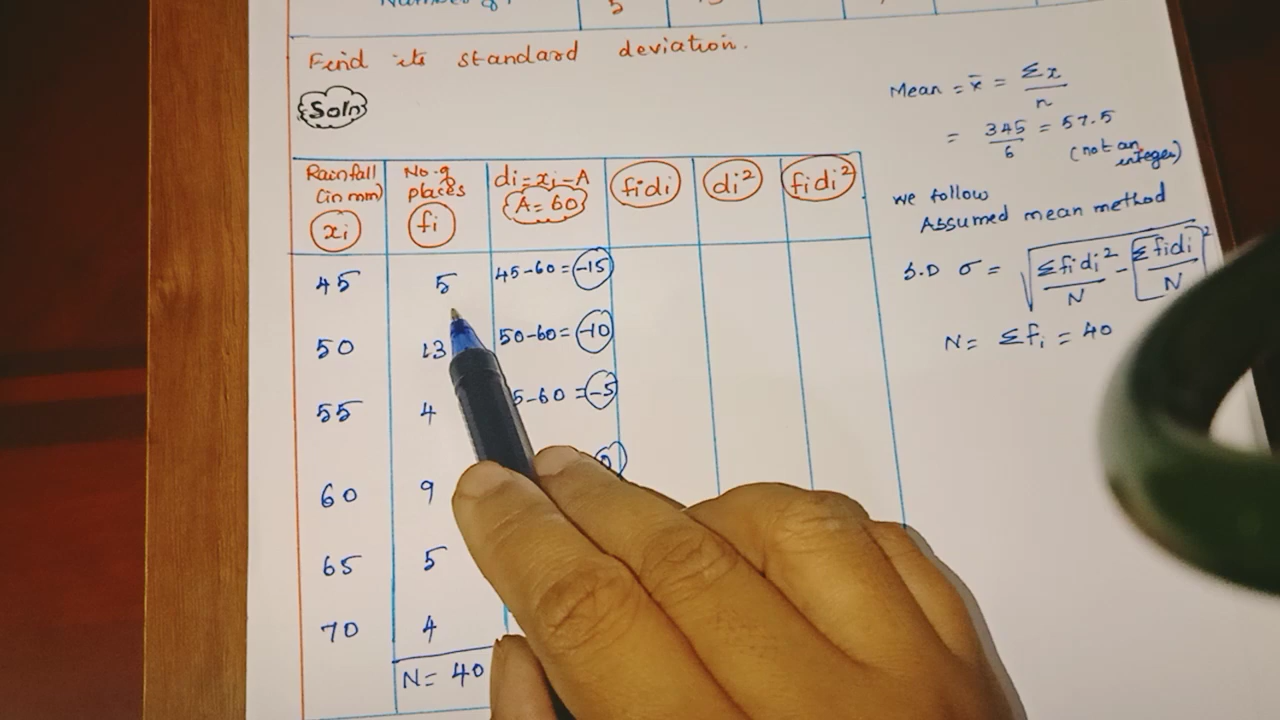 5
Find its standard deviation.
Soln
Rainfall (in mm) xi | No. of places fi | di = xi – A A = 60 | fidi | di² | fidi²
45 | 5 | 45-60 = -15
50 | 13 | 50-60 = -10
55 | 4 | 5-60 = -5
60 | 9 | 0
65 | 5
70 | 4
N = 40
Mean = x̄ = Σx / n
= 345 / 6 = 57.5
(not an integer)
we follow
Assumed mean method
S.D σ = √(Σfidi² / N – [Σfidi / N]²)
N = Σfi = 40